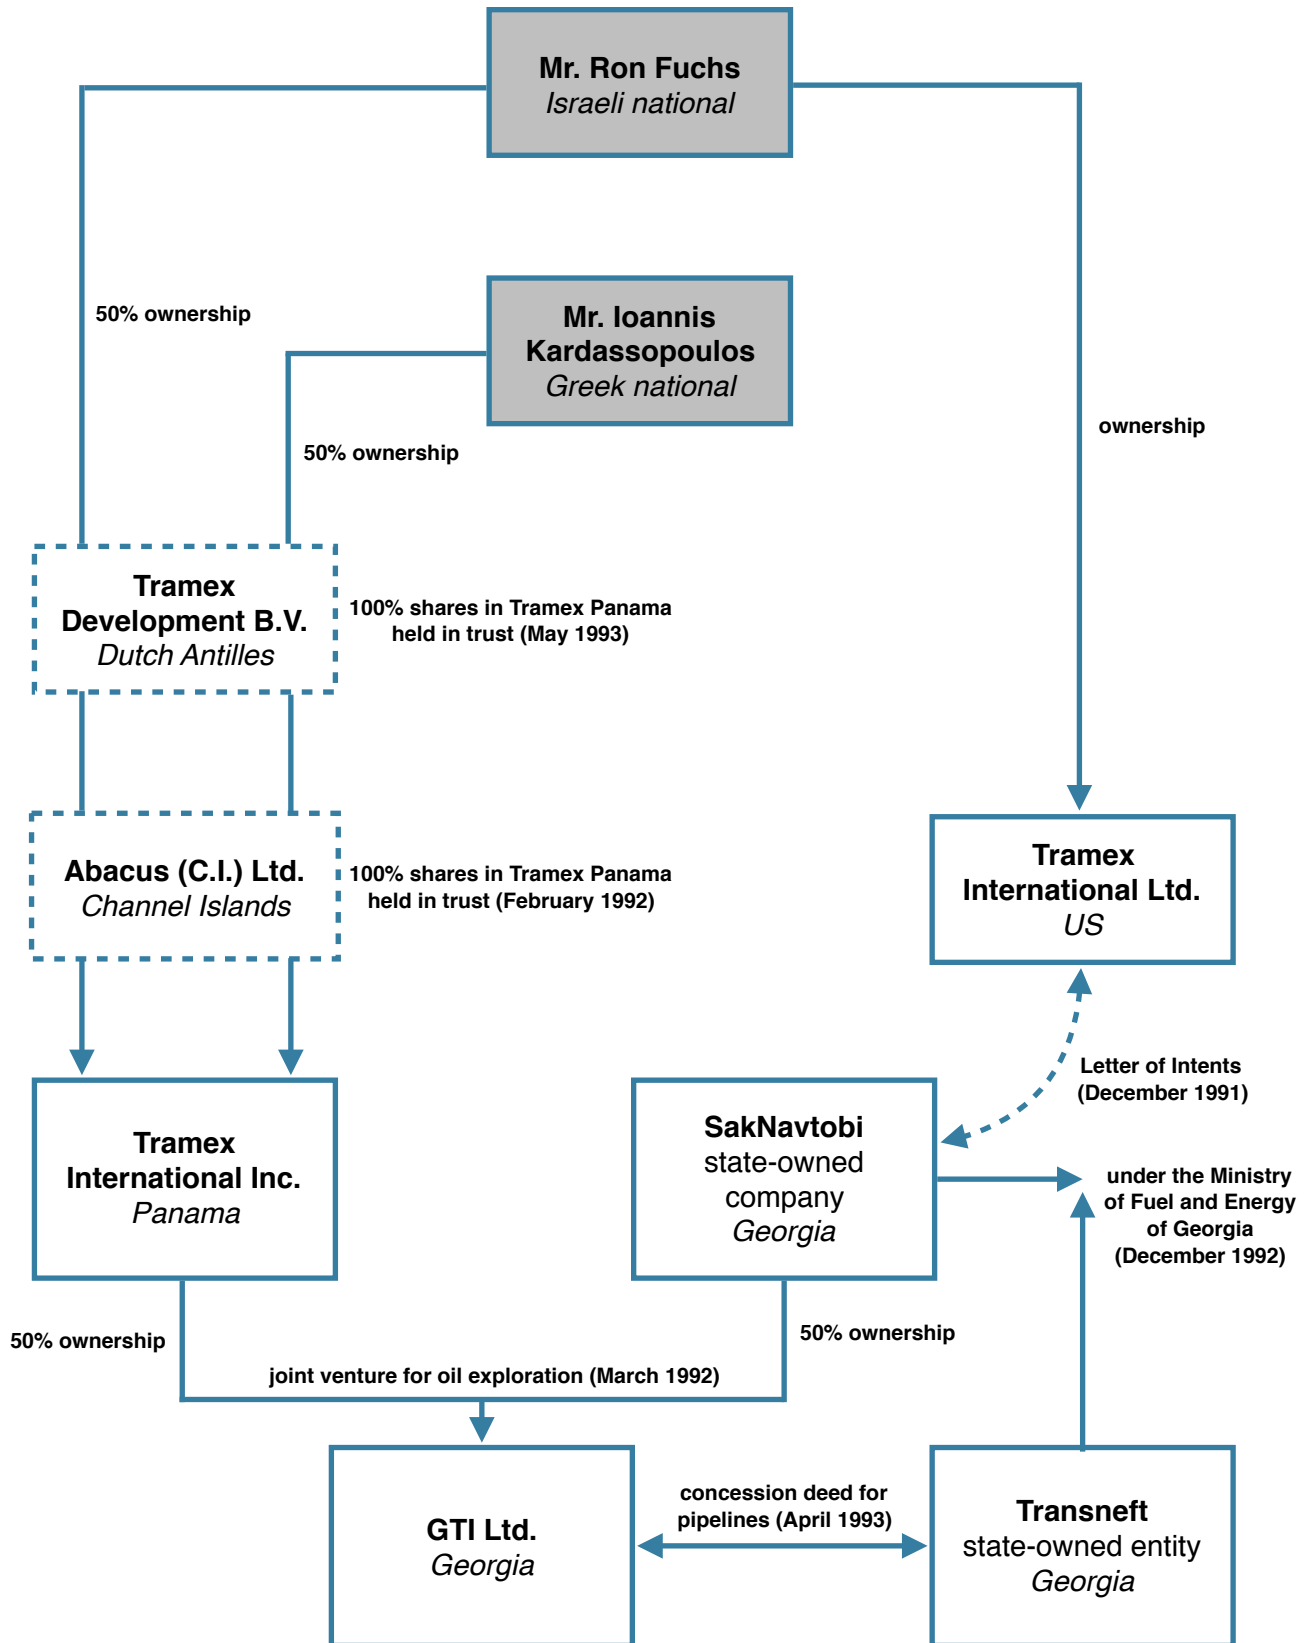 Mr. Ron Fuchs
Israeli national
50% ownership
Mr. Ioannis
Kardassopoulos
Greek national
50% ownership
ownership
Tramex
Development B.V.
Dutch Antilles
100% shares in Tramex Panama
held in trust (May 1993)
Abacus (C.I.) Ltd.
Channel Islands
100% shares in Tramex Panama
held in trust (February 1992)
Tramex
International Ltd.
US
Letter of Intents
(December 1991)
Tramex
International Inc.
Panama
SakNavtobi
state-owned
company
Georgia
under the Ministry
of Fuel and Energy
of Georgia
(December 1992)
50% ownership
50% ownership
joint venture for oil exploration (March 1992)
GTI Ltd.
Georgia
concession deed for
pipelines (April 1993)
Transneft
state-owned entity
Georgia